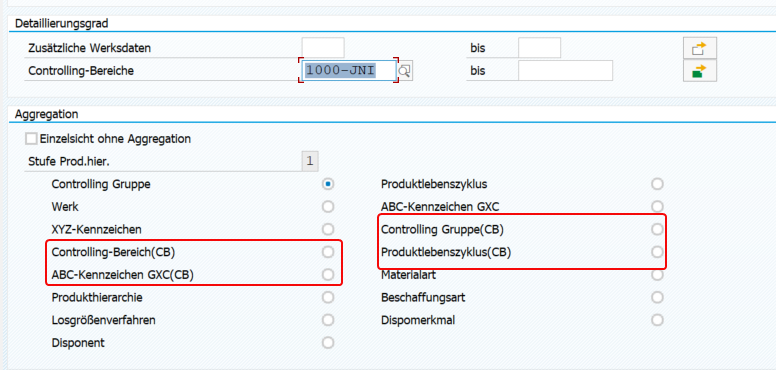 Detaillierungsgrad
Zusätzliche Werksdaten bis
Controlling-Bereiche 1000-JNI bis
Aggregation
Einzelsicht ohne Aggregation
Stufe Prod.hier. 1
Controlling Gruppe Produktlebenszyklus
Werk ABC-Kennzeichen GXC
XYZ-Kennzeichen Controlling Gruppe(CB)
Controlling-Bereich(CB) Produktlebenszyklus(CB)
ABC-Kennzeichen GXC(CB) Materialart
Produkthierarchie Beschaffungsart
Losgrößenverfahren Dispomerkmal
Disponent